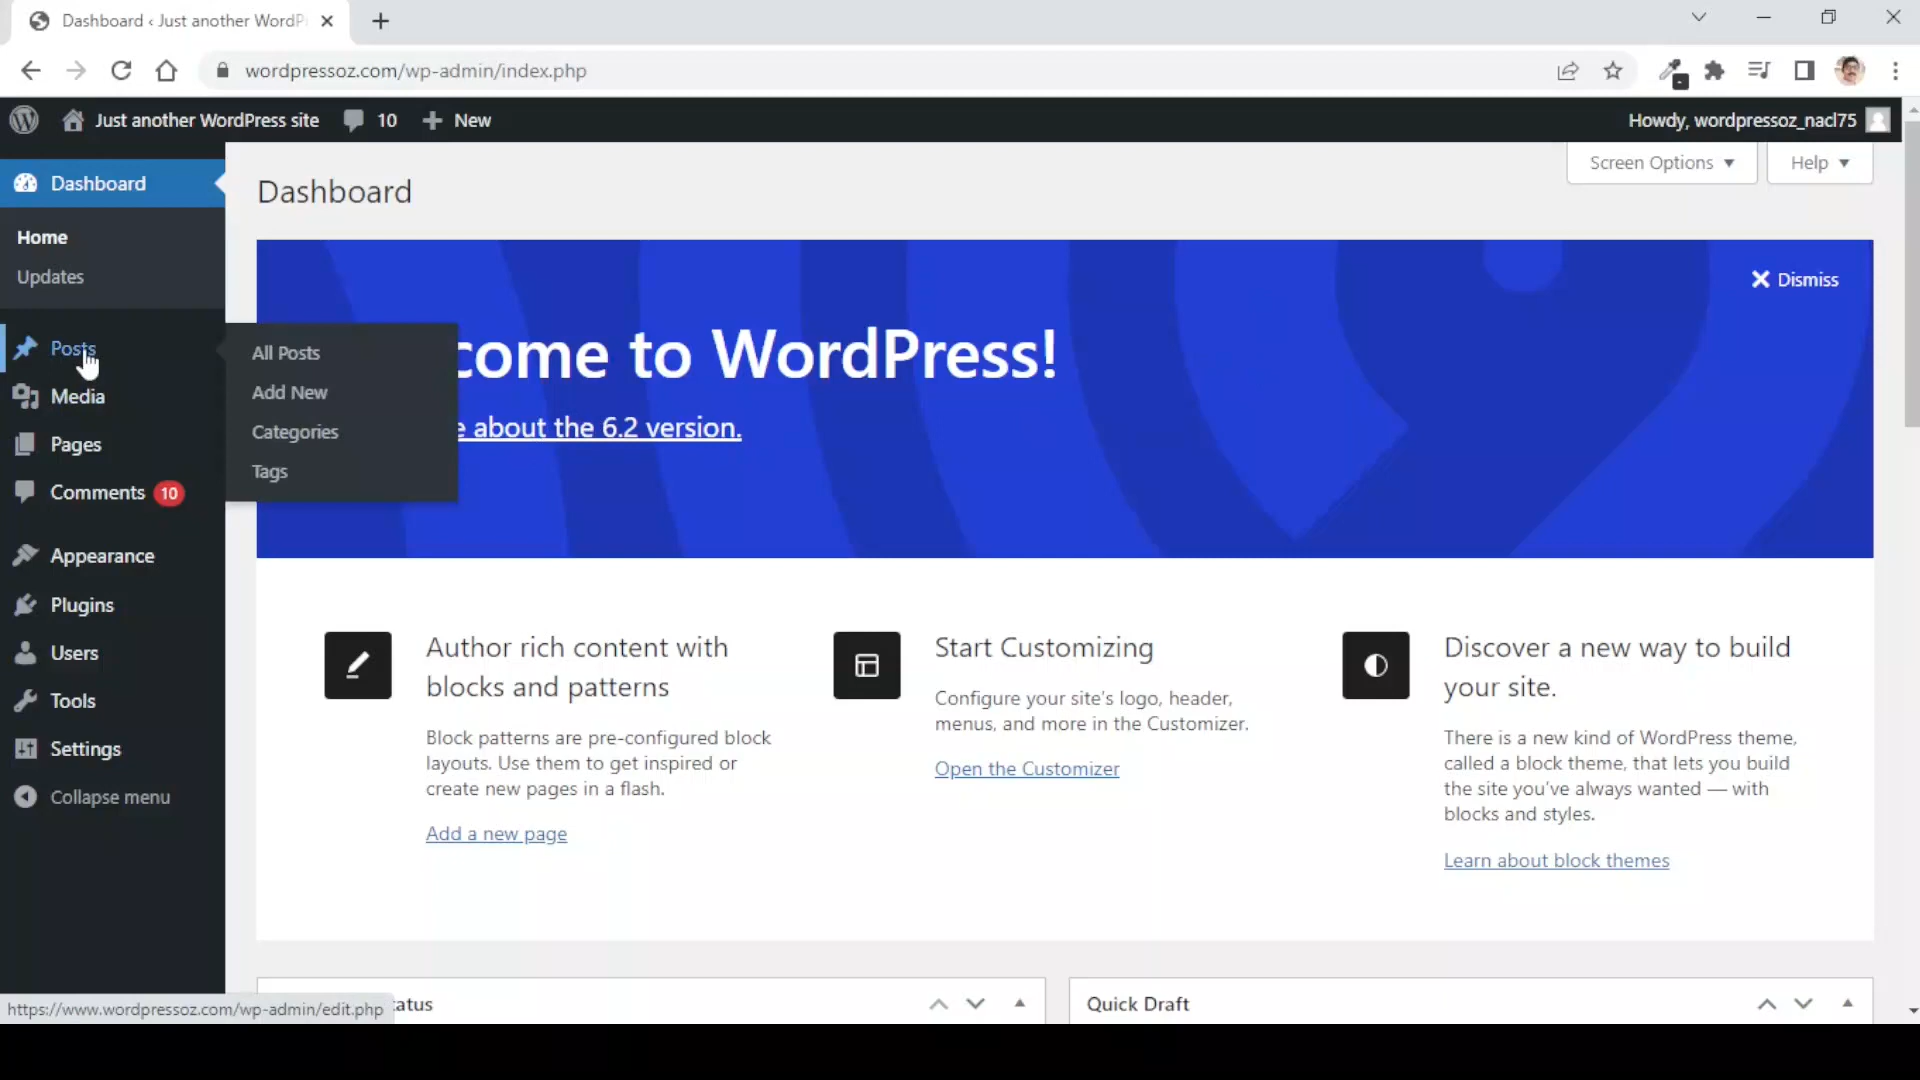 Dashboard ‹ Just another WordP
wordpressoz.com/wp-admin/index.php
Just another WordPress site 10 New
Howdy, wordpressoz_nacl75
Dashboard
Home
Updates
Posts
Media
Pages
Comments 10
Appearance
Plugins
Users
Tools
Settings
Collapse menu
All Posts
Add New
Categories
Tags
Screen Options
Help
Dashboard
Dismiss
come to WordPress!
e about the 6.2 version.
Author rich content with
blocks and patterns
Block patterns are pre-configured block
layouts. Use them to get inspired or
create new pages in a flash.
Add a new page
Start Customizing
Configure your site's logo, header,
menus, and more in the Customizer.
Open the Customizer
Discover a new way to build
your site.
There is a new kind of WordPress theme,
called a block theme, that lets you build
the site you've always wanted — with
blocks and styles.
Learn about block themes
atus
Quick Draft
https://www.wordpressoz.com/wp-admin/edit.php